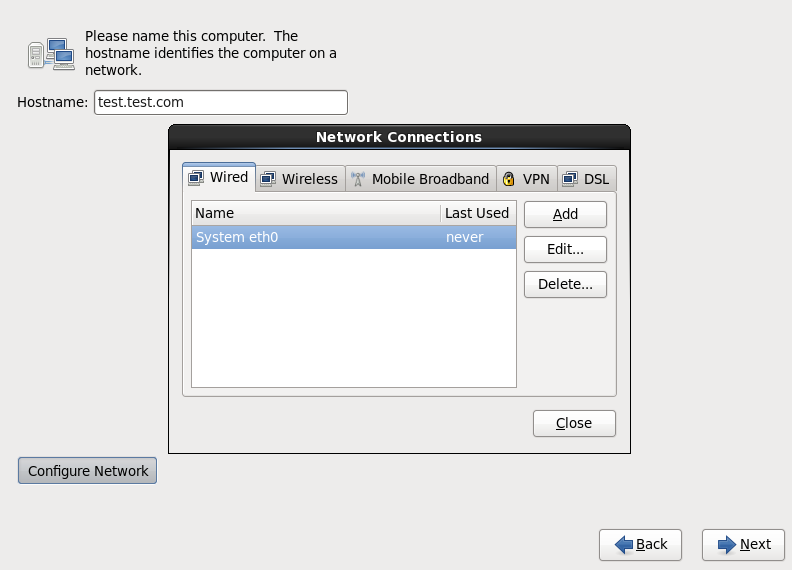 Please name this computer.  The
hostname identifies the computer on a
network.
Hostname: test.test.com
Network Connections
Wired Wireless Mobile Broadband VPN DSL
Name Last Used Add
System eth0 never
Edit...
Delete...
Close
Configure Network
Back Next